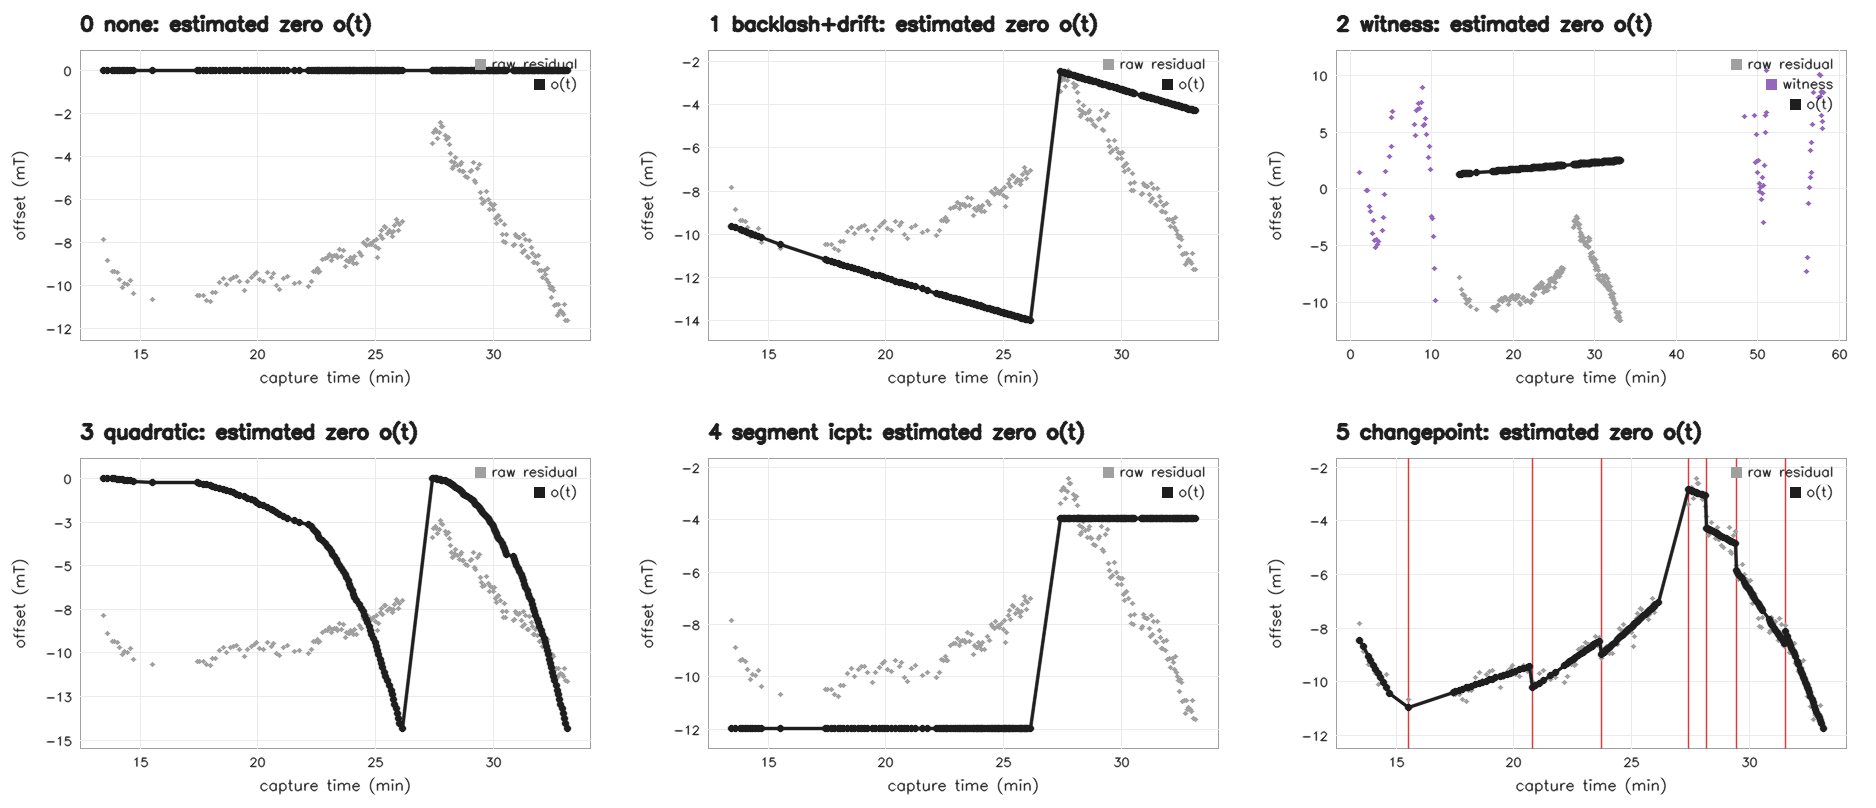 0 none: estimated zero o(t)
raw residual
o(t)
0
−2
−4
−6
−8
−10
−12
offset (mT)
15 20 25 30
capture time (min)
1 backlash+drift: estimated zero o(t)
raw residual
o(t)
−2
−4
−6
−8
−10
−12
−14
offset (mT)
15 20 25 30
capture time (min)
2 witness: estimated zero o(t)
raw residual
witness
o(t)
10
5
0
−5
−10
offset (mT)
0 10 20 30 40 50 60
capture time (min)
3 quadratic: estimated zero o(t)
raw residual
o(t)
0
−3
−5
−8
−10
−13
−15
offset (mT)
15 20 25 30
capture time (min)
4 segment icpt: estimated zero o(t)
raw residual
o(t)
−2
−4
−6
−8
−10
−12
offset (mT)
15 20 25 30
capture time (min)
5 changepoint: estimated zero o(t)
raw residual
o(t)
−2
−4
−6
−8
−10
−12
offset (mT)
15 20 25 30
capture time (min)